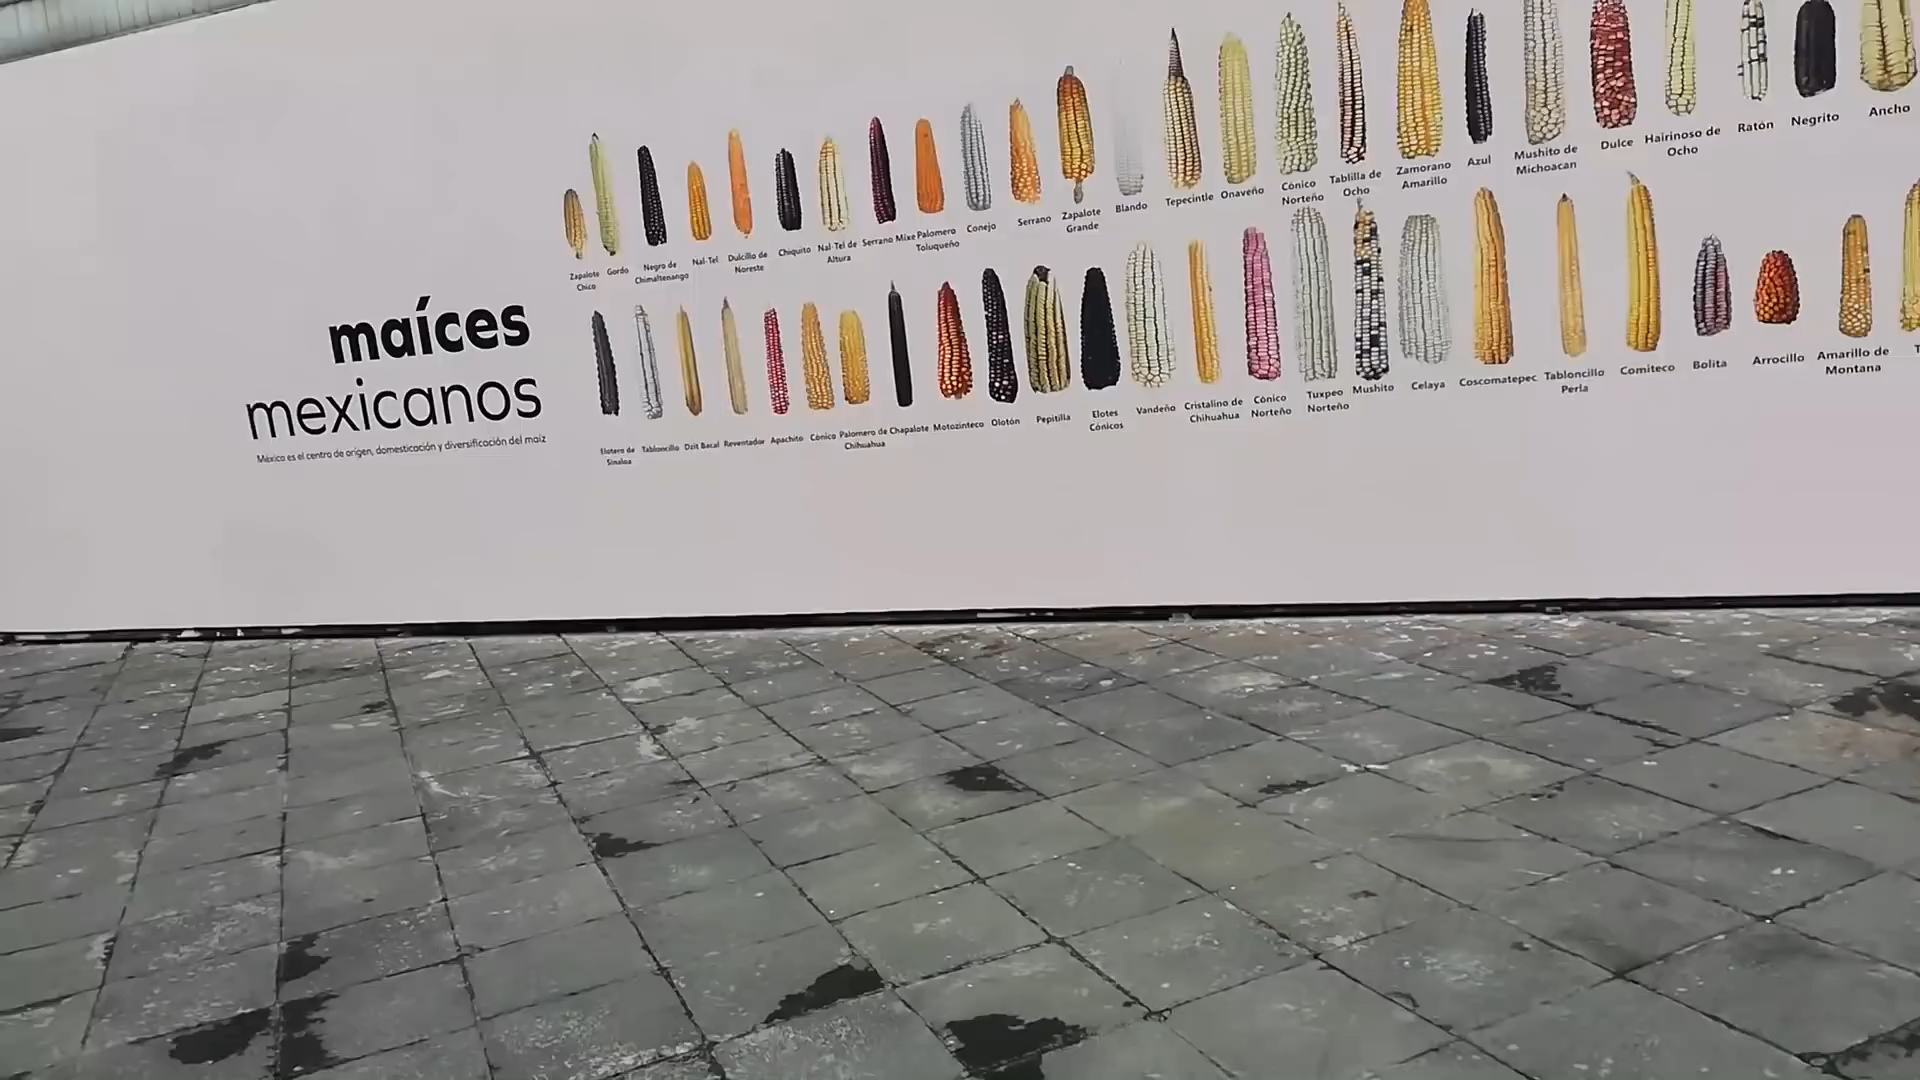 maíces
mexicanos
México es el centro de origen, domesticación y diversificación del maíz
Zapalote
Chico
Gordo
Negro de
Chimaltenango
Nal-Tel
Dulcillo de
Noreste
Chiquito
Nal-Tel de
Altura
Serrano Mixe
Palomero
Toluqueño
Conejo
Serrano
Zapalote
Grande
Blando
Tepecintle
Onaveño
Cónico
Norteño
Tablilla de
Ocho
Zamorano
Amarillo
Azul
Mushito de
Michoacan
Dulce
Hairinoso de
Ocho
Ratón
Negrito
Ancho
Elotero de
Sinaloa
Tabloncillo
Dzit Bacal
Reventador
Apachito
Cónico
Palomero de
Chihuahua
Chapalote
Motozinteco
Olotón
Pepitilla
Elotes
Cónicos
Vandeño
Cristalino de
Chihuahua
Cónico
Norteño
Tuxpeo
Norteño
Mushito
Celaya
Coscomatepec
Tabloncillo
Perla
Comiteco
Bolita
Arrocillo
Amarillo de
Montana